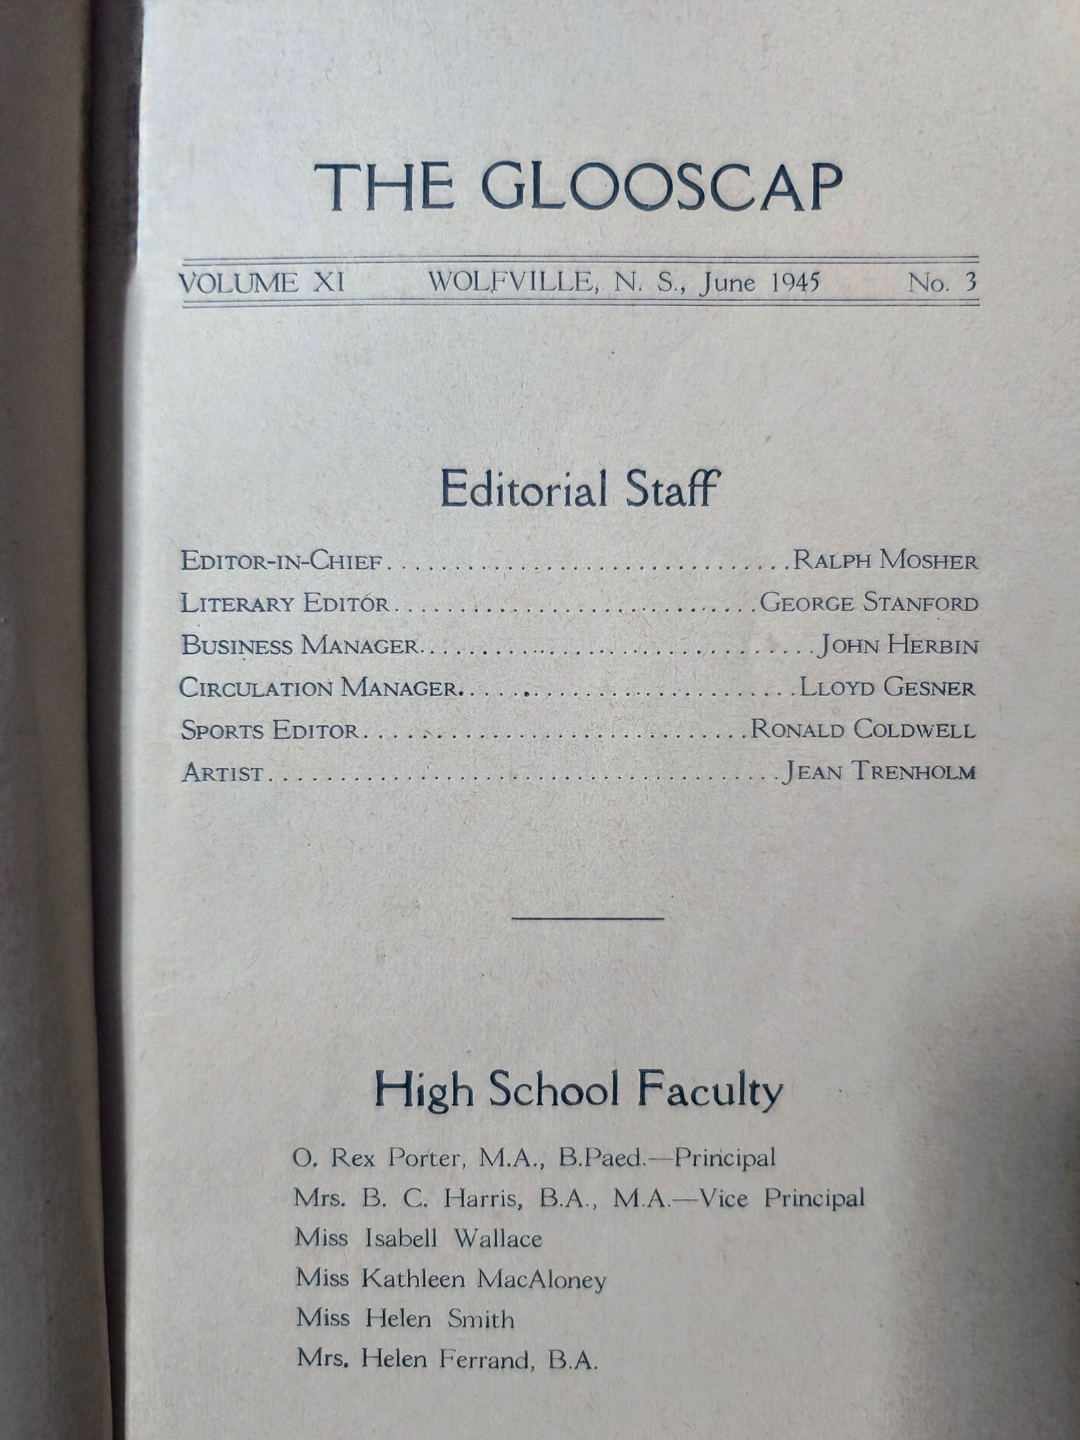 THE GLOOSCAP
VOLUME XI WOLFVILLE, N. S., June 1945 No. 3
Editorial Staff
EDITOR-IN-CHIEF................................RALPH MOSHER
LITERARY EDITOR.............................GEORGE STANFORD
BUSINESS MANAGER..............................JOHN HERBIN
CIRCULATION MANAGER..........................LLOYD GESNER
SPORTS EDITOR..............................RONALD COLDWELL
ARTIST.......................................JEAN TRENHOLM
High School Faculty
O. Rex Porter, M.A., B.Paed.—Principal
Mrs. B. C. Harris, B.A., M.A.—Vice Principal
Miss Isabell Wallace
Miss Kathleen MacAloney
Miss Helen Smith
Mrs. Helen Ferrand, B.A.